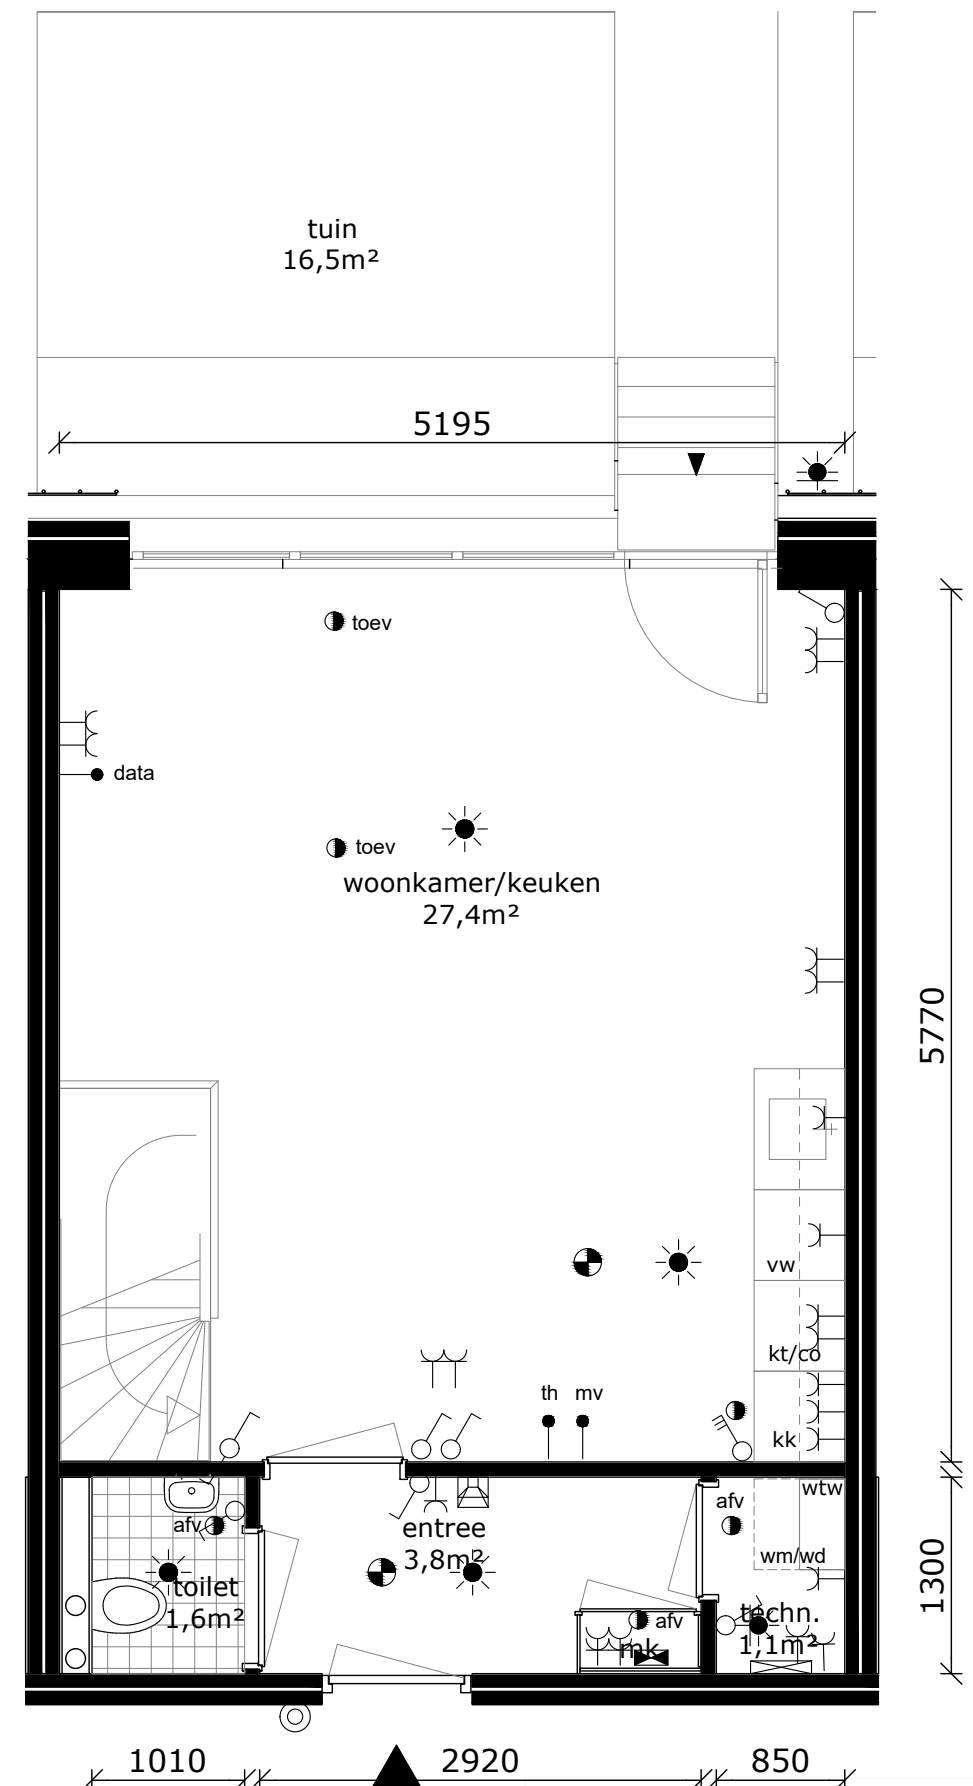 tuin
16,5m²
5195
toev
data
toev
woonkamer/keuken
27,4m²
5770
vw
kt/co
th
mv
kk
wtw
afv
afv
entree
3,8m²
wm/wd
toilet
1,6m²
1300
techn.
1,1m²
afv
mk
1010
2920
850